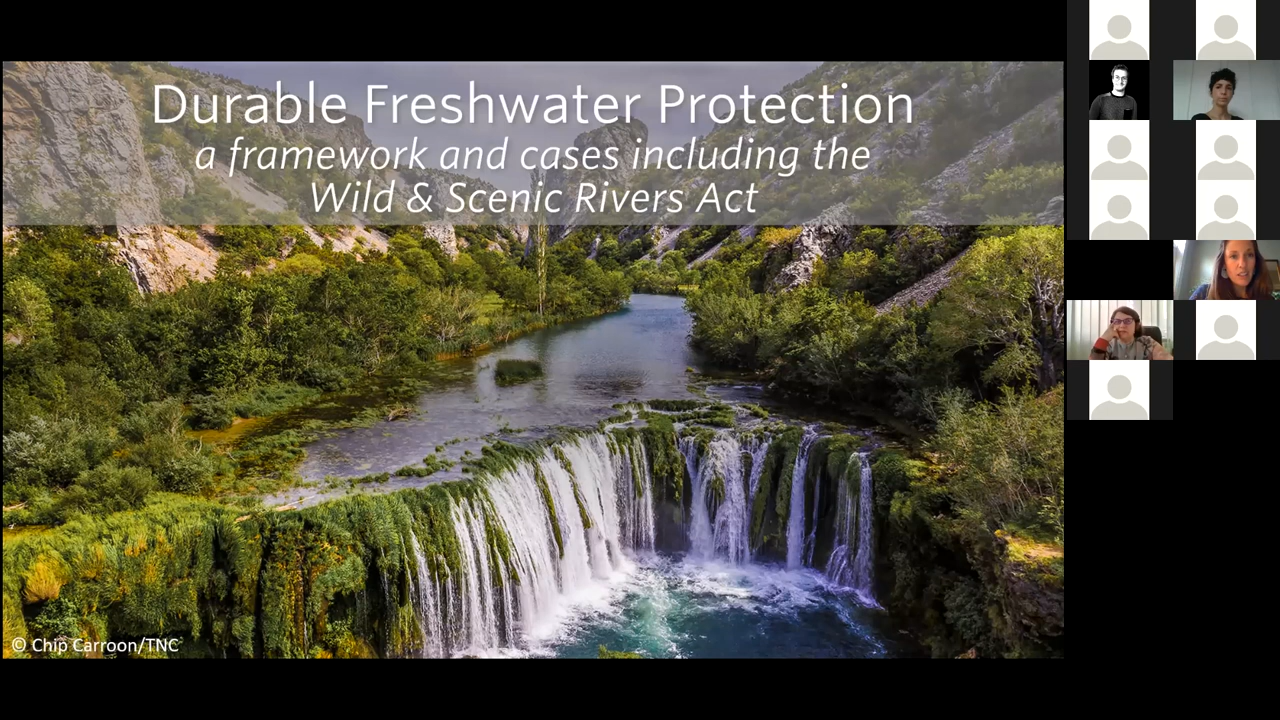 Durable Freshwater Protection
a framework and cases including the
Wild & Scenic Rivers Act
© Chip Carroon/TNC